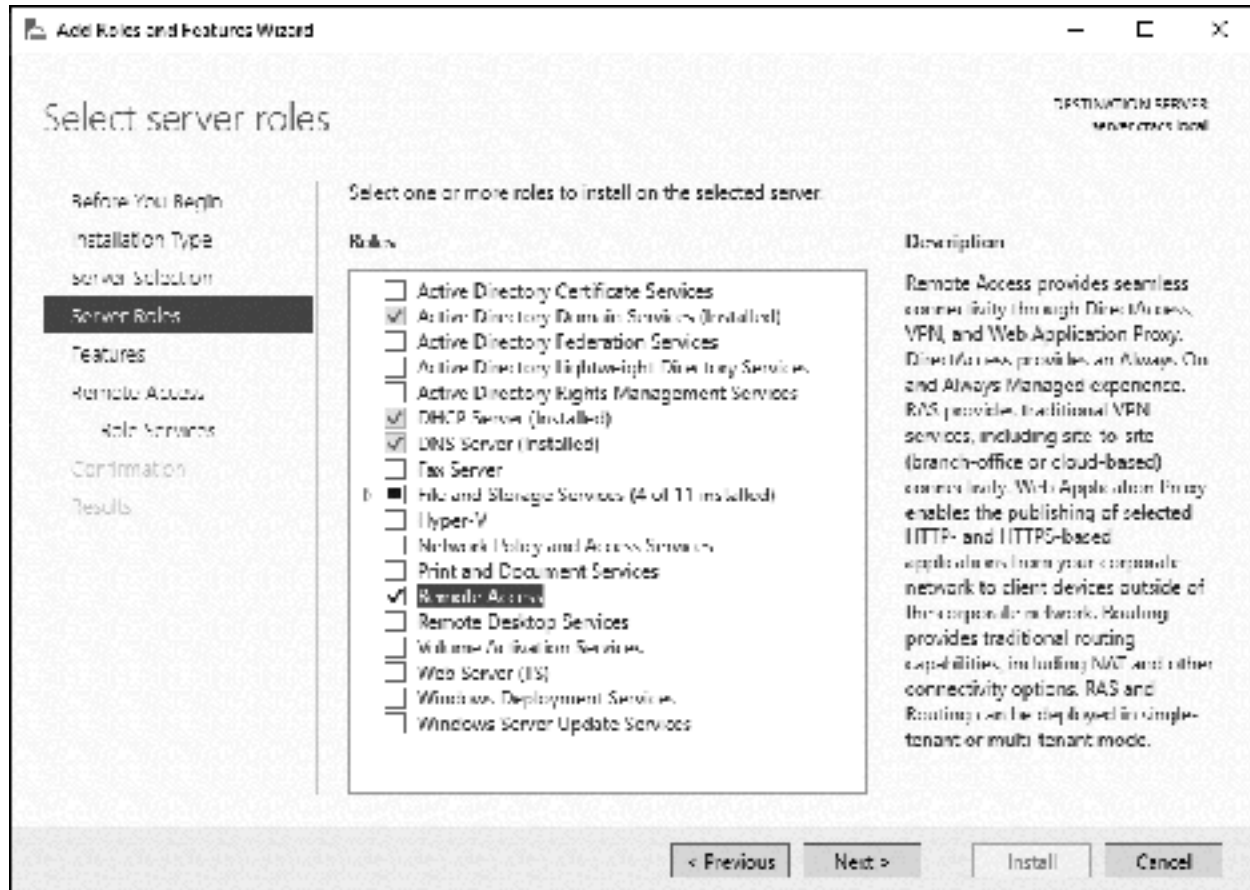 Add Roles and Features Wizard
Select server roles
DESTINATION SERVER
Before You Begin
Installation Type
Server Selection
Server Roles
Features
Remote Access
Role Services
Confirmation
Results
Select one or more roles to install on the selected server.
Roles
Active Directory Certificate Services
Active Directory Domain Services (Installed)
Active Directory Federation Services
Active Directory Lightweight Directory Services
Active Directory Rights Management Services
DHCP Server (Installed)
DNS Server (Installed)
Fax Server
File and Storage Services (4 of 11 installed)
Hyper-V
Network Policy and Access Services
Print and Document Services
Remote Access
Remote Desktop Services
Volume Activation Services
Web Server (IIS)
Windows Deployment Services
Windows Server Update Services
Description
Remote Access provides seamless
connectivity through DirectAccess,
VPN, and Web Application Proxy.
DirectAccess provides an Always On
and Always Managed experience.
RAS provides traditional VPN
services, including site-to-site
(branch-office or cloud-based)
connectivity. Web Application Proxy
enables the publishing of selected
HTTP- and HTTPS-based
applications from your corporate
network to client devices outside of
the corporate network. Routing
provides traditional routing
capabilities, including NAT and other
connectivity options. RAS and
Routing can be deployed in single-
tenant or multi-tenant mode.
< Previous
Next >
Install
Cancel